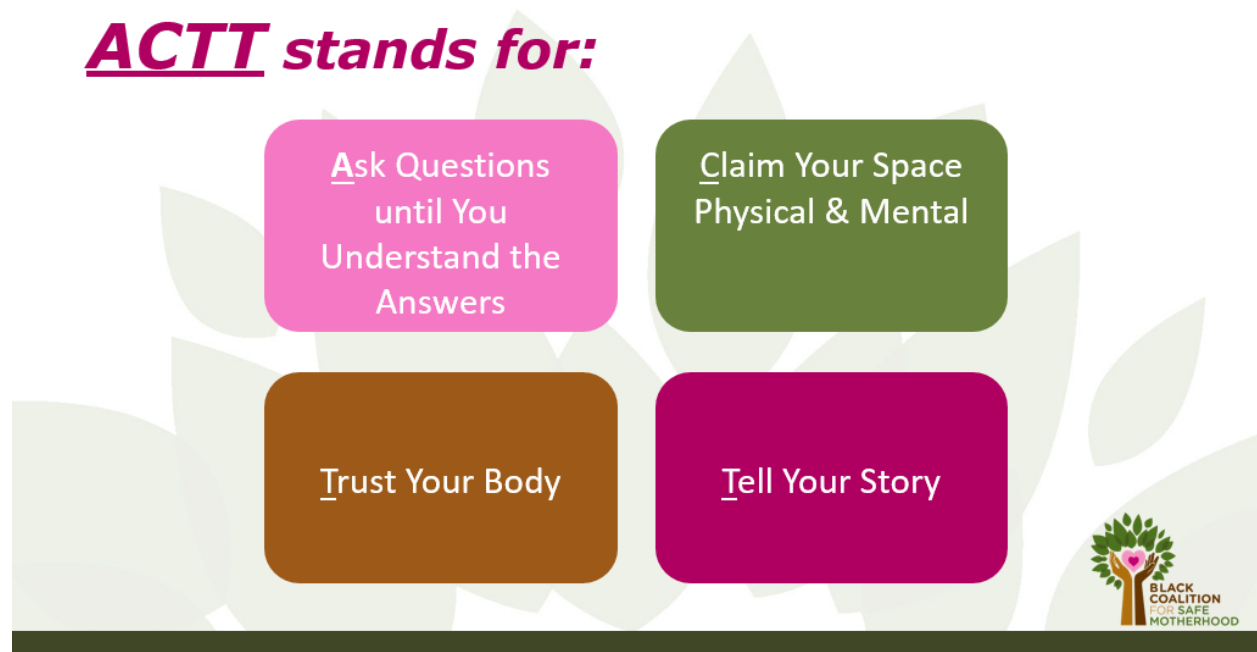 ACTT stands for:
Ask Questions
until You
Understand the
Answers
Claim Your Space
Physical & Mental
Trust Your Body
Tell Your Story
BLACK
COALITION
FOR SAFE
MOTHERHOOD